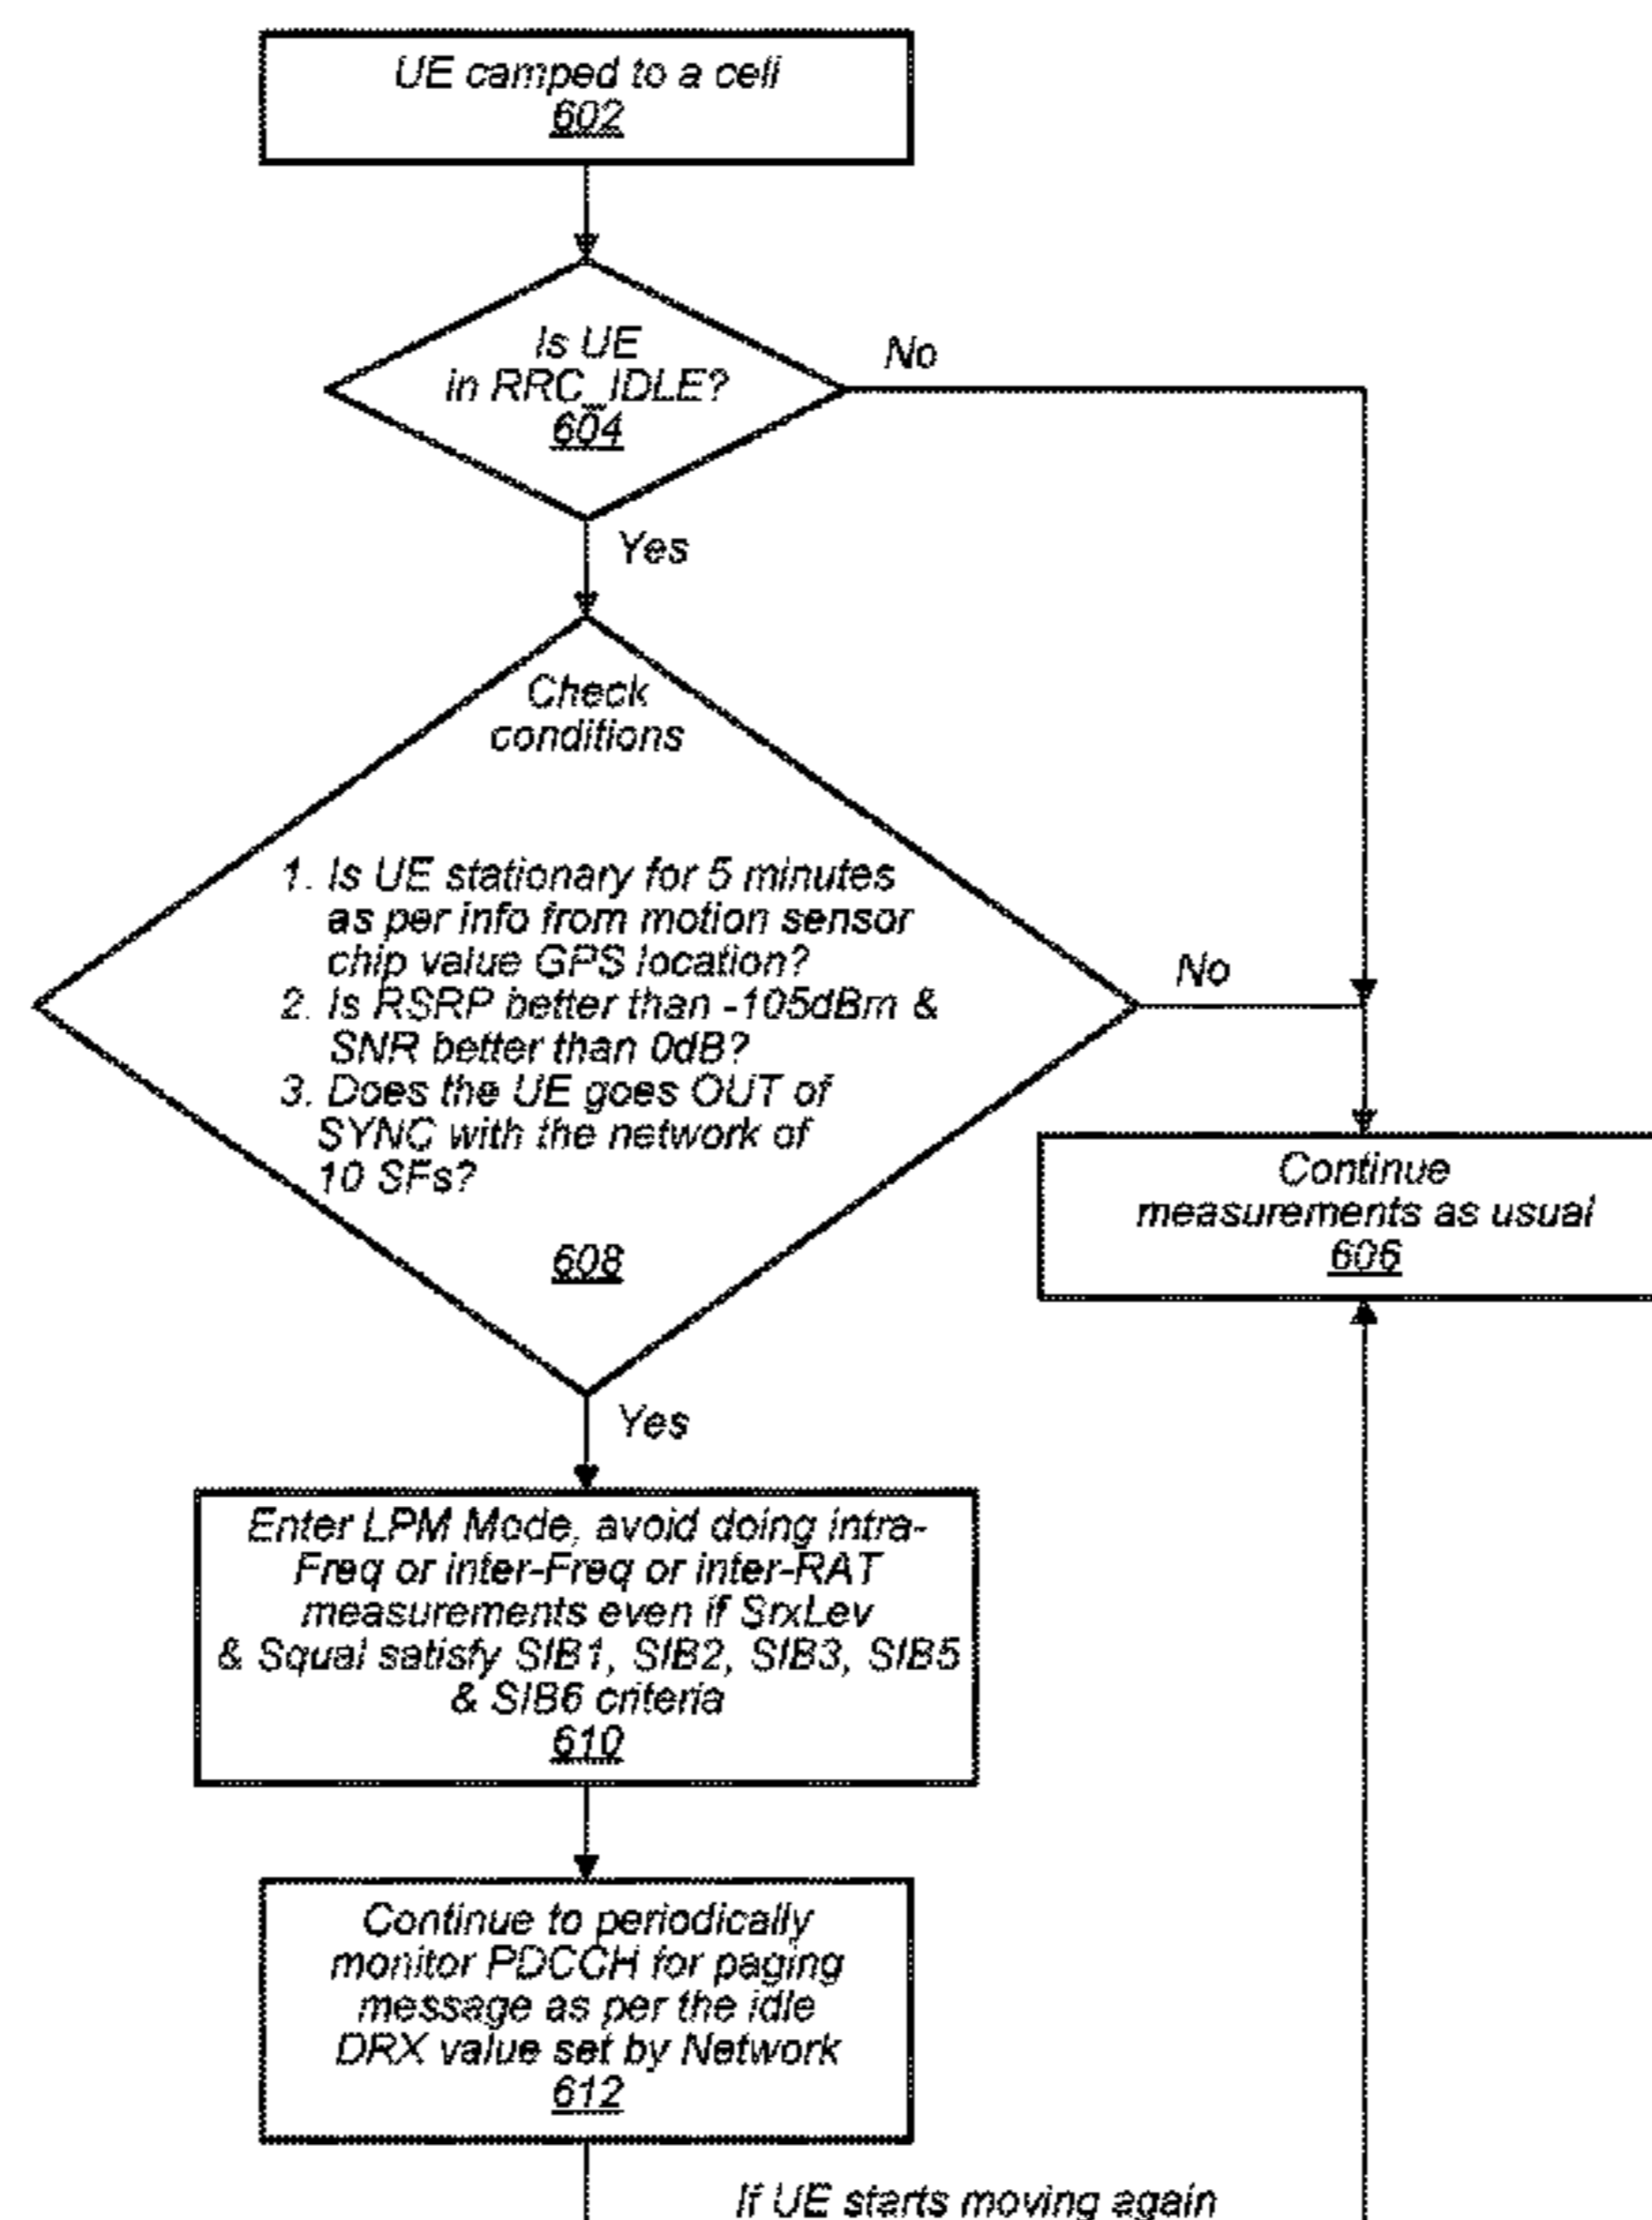 UE camped to a cell
602
Is UE
in RRC_IDLE?
604
No
Yes
Check
conditions
1. Is UE stationary for 5 minutes
as per info from motion sensor
chip value GPS location?
2. Is RSRP better than -105dBm &
SNR better than 0dB?
3. Does the UE goes OUT of
SYNC with the network of
10 SFs?
608
No
Continue
measurements as usual
606
Yes
Enter LPM Mode, avoid doing intra-
Freq or inter-Freq or inter-RAT
measurements even if SrxLev
& Squal satisfy SIB1, SIB2, SIB3, SIB5
& SIB6 criteria
610
Continue to periodically
monitor PDCCH for paging
message as per the idle
DRX value set by Network
612
If UE starts moving again